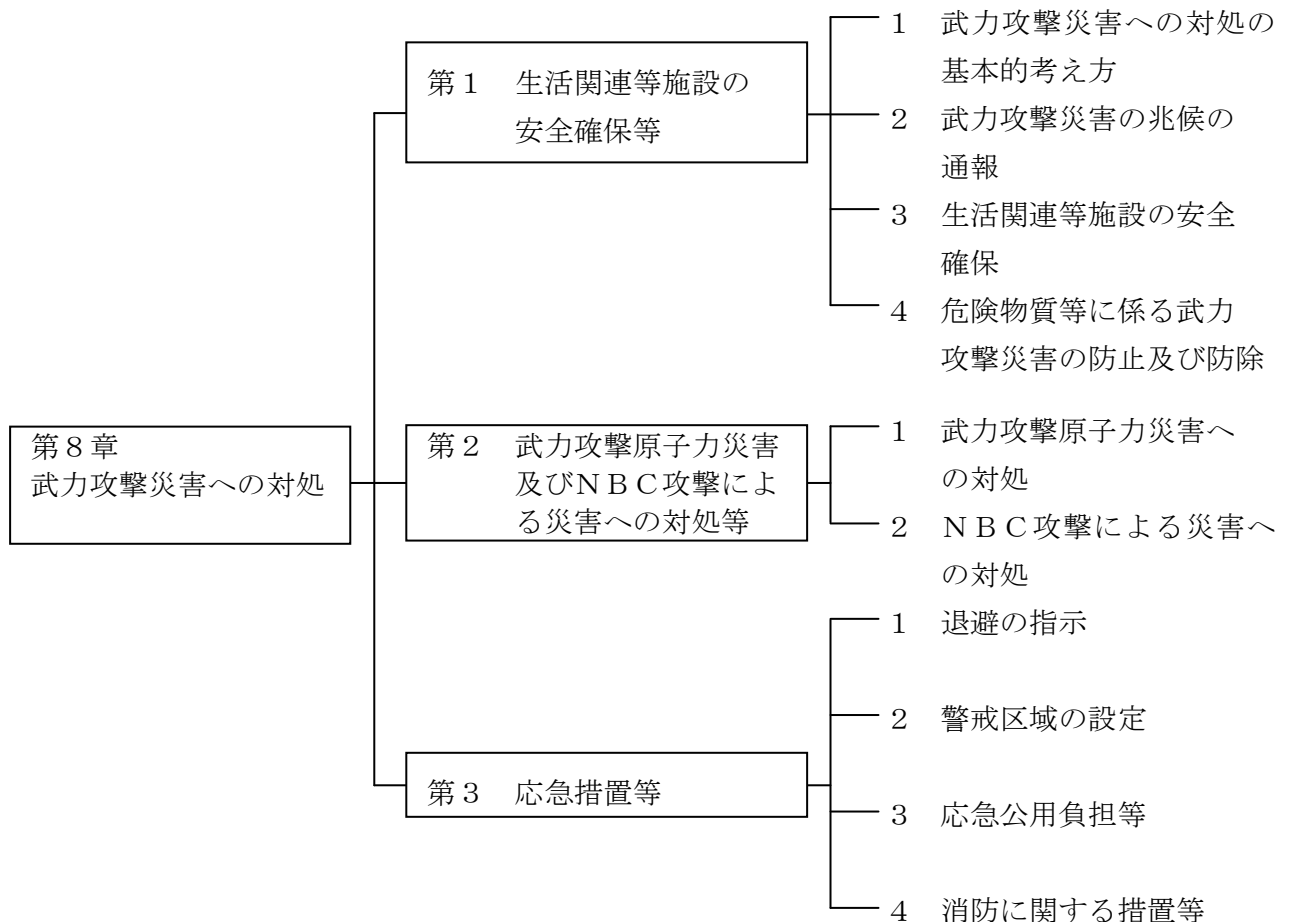 第８章
武力攻撃災害への対処
第１　生活関連等施設の
安全確保等
１　武力攻撃災害への対処の
基本的考え方
２　武力攻撃災害の兆候の
通報
３　生活関連等施設の安全
確保
４　危険物質等に係る武力
攻撃災害の防止及び防除
第２　武力攻撃原子力災害
及びＮＢＣ攻撃によ
る災害への対処等
１　武力攻撃原子力災害へ
の対処
２　ＮＢＣ攻撃による災害へ
の対処
第３　応急措置等
１　退避の指示
２　警戒区域の設定
３　応急公用負担等
４　消防に関する措置等